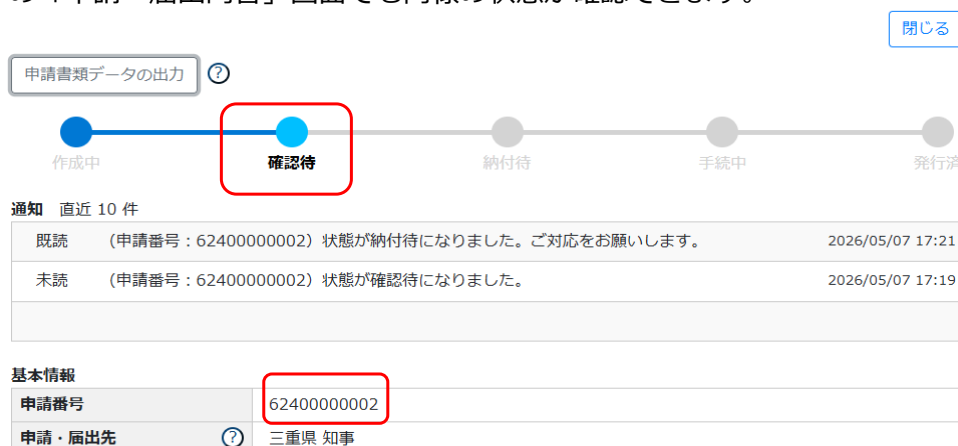 閉じる
申請書類データの出力 ?
作成中 確認待 納付待 手続中 発行済
通知 直近 10 件
既読 （申請番号：62400000002）状態が納付待になりました。ご対応をお願いします。 2026/05/07 17:21
未読 （申請番号：62400000002）状態が確認待になりました。 2026/05/07 17:19
基本情報
申請番号 62400000002
申請・届出先 ? 三重県 知事